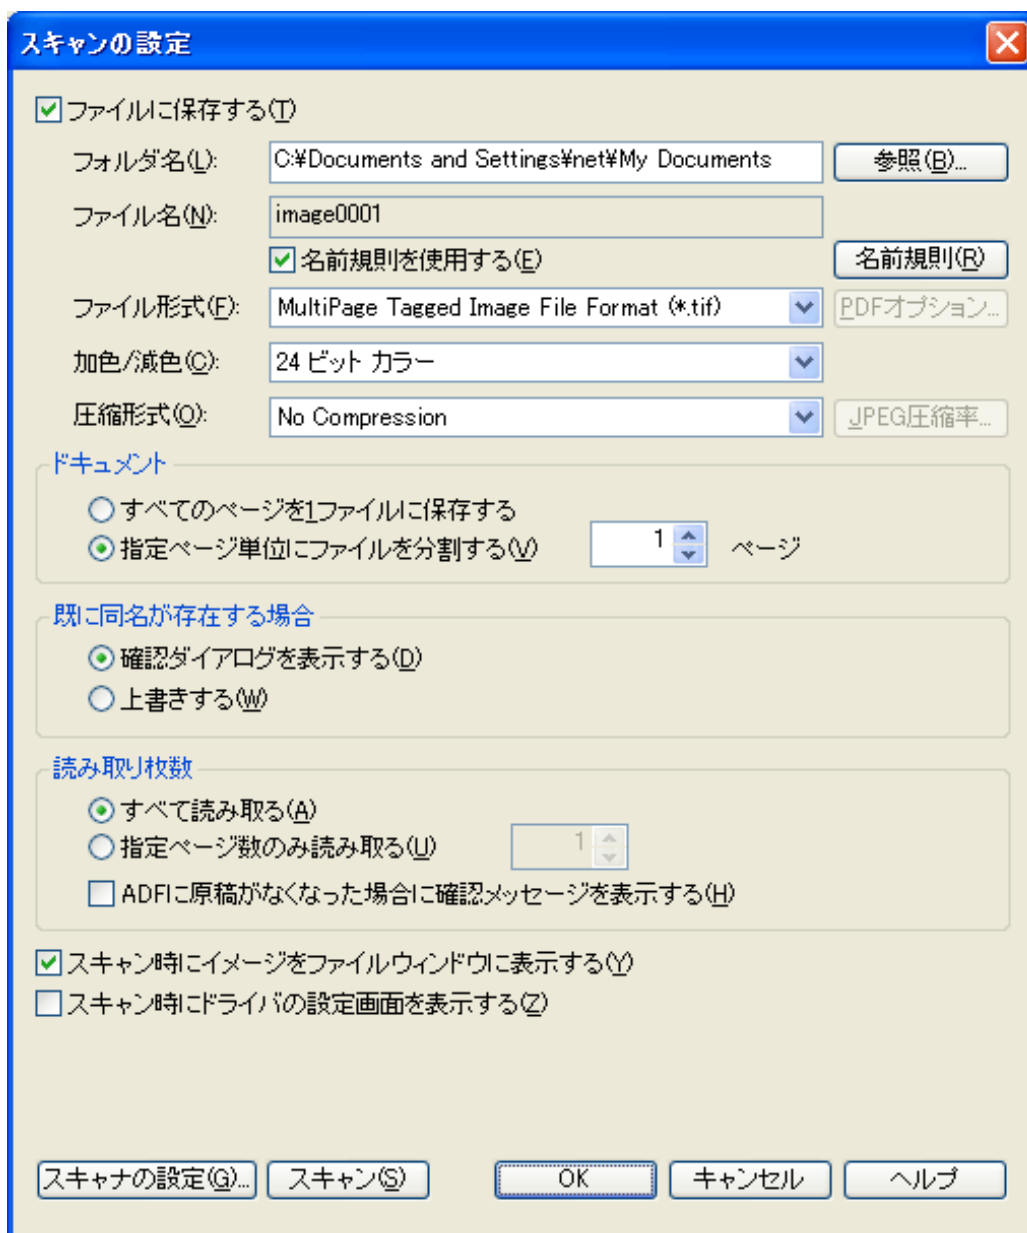 スキャンの設定
ファイルに保存する(T)
フォルダ名(L): C:¥Documents and Settings¥net¥My Documents 参照(B)...
ファイル名(N): image0001
名前規則を使用する(E) 名前規則(R)
ファイル形式(F): MultiPage Tagged Image File Format (*.tif) PDFオプション...
加色/減色(C): 24 ビット カラー
圧縮形式(O): No Compression JPEG圧縮率...
ドキュメント
すべてのページを1ファイルに保存する
指定ページ単位にファイルを分割する(V) 1 ページ
既に同名が存在する場合
確認ダイアログを表示する(D)
上書きする(W)
読み取り枚数
すべて読み取る(A)
指定ページ数のみ読み取る(U) 1
ADFに原稿がなくなった場合に確認メッセージを表示する(H)
スキャン時にイメージをファイルウィンドウに表示する(Y)
スキャン時にドライバの設定画面を表示する(Z)
スキャナの設定(G)... スキャン(S) OK キャンセル ヘルプ